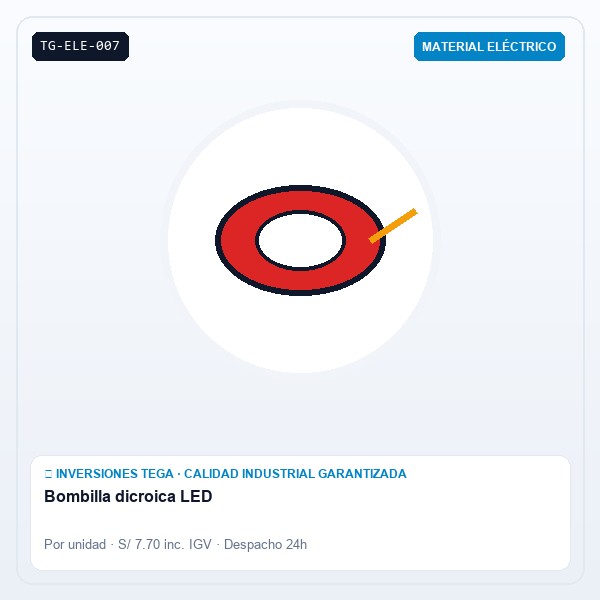 TG-ELE-007
MATERIAL ELÉCTRICO
INVERSIONES TEGA · CALIDAD INDUSTRIAL GARANTIZADA
Bombilla dicroica LED
Por unidad · S/ 7.70 inc. IGV · Despacho 24h